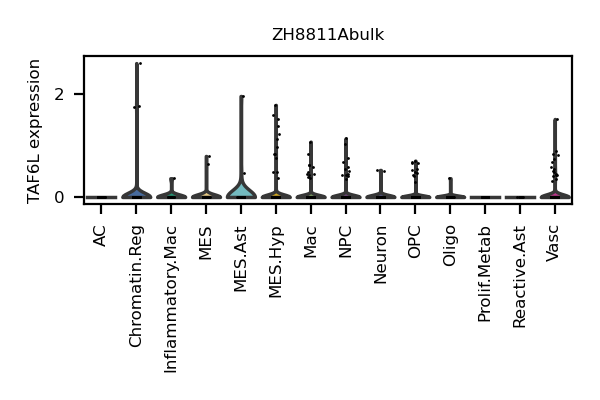 ZH8811Abulk
TAF6L expression
2
0
AC
Chromatin.Reg
Inflammatory.Mac
MES
MES.Ast
MES.Hyp
Mac
NPC
Neuron
OPC
Oligo
Prolif.Metab
Reactive.Ast
Vasc